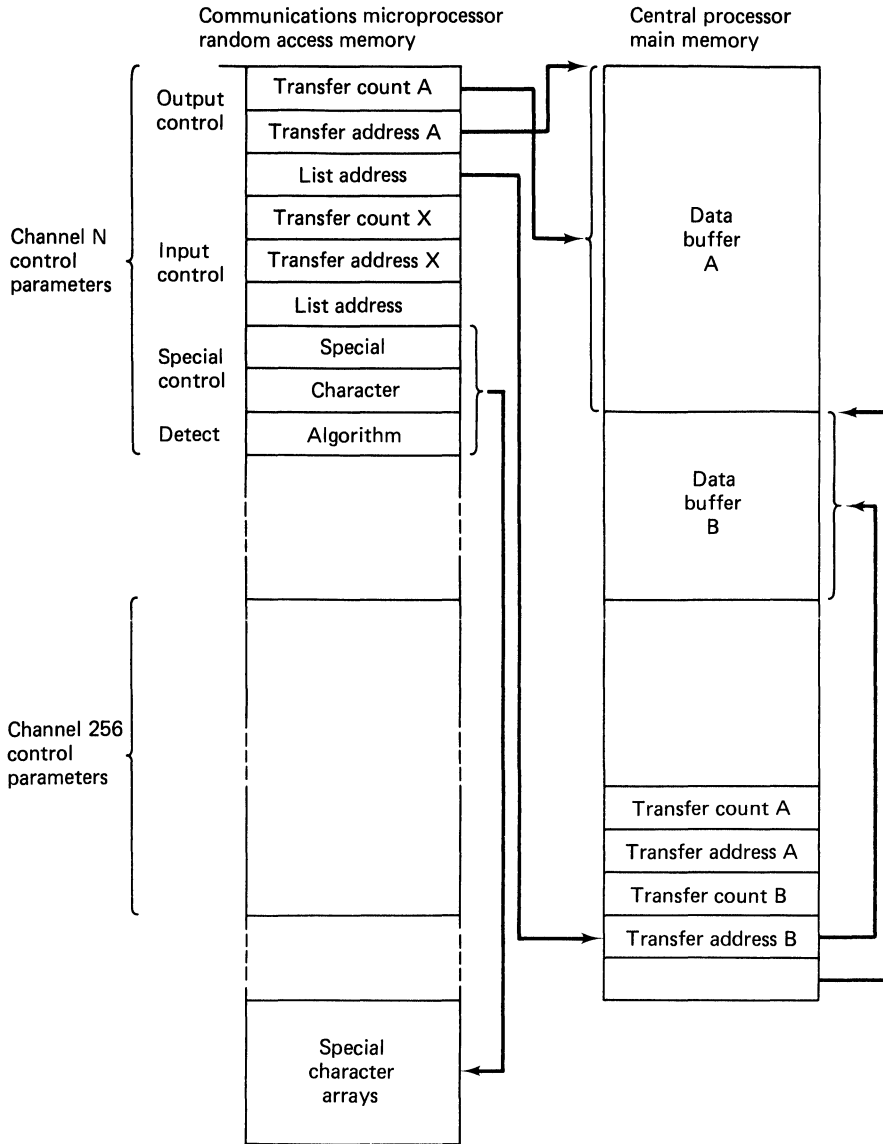 Communications microprocessor
random access memory
Central processor
main memory
Channel N
control
parameters
Output
control
Input
control
Special
control
Detect
Transfer count A
Transfer address A
List address
Transfer count X
Transfer address X
List address
Special
Character
Algorithm
Channel 256
control
parameters
Special
character
arrays
Data
buffer
A
Data
buffer
B
Transfer count A
Transfer address A
Transfer count B
Transfer address B